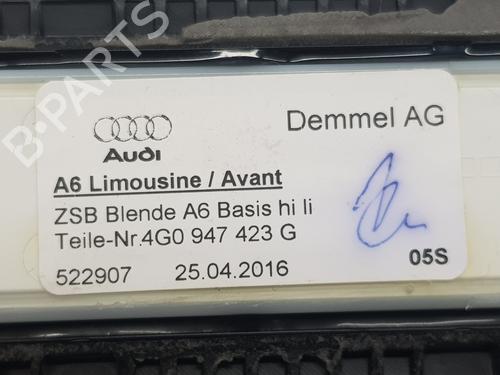 Audi
Demmel AG
A6 Limousine / Avant
ZSB Blende A6 Basis hi li
Teile-Nr.4G0 947 423 G
522907 25.04.2016
05S
B-PARTS